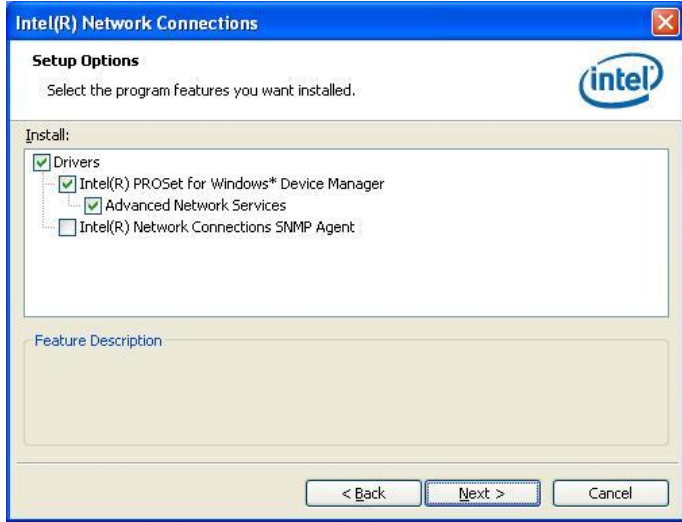 Intel(R) Network Connections
Setup Options
Select the program features you want installed.
intel
Install:
Drivers
Intel(R) PROSet for Windows* Device Manager
Advanced Network Services
Intel(R) Network Connections SNMP Agent
Feature Description
< Back
Next >
Cancel